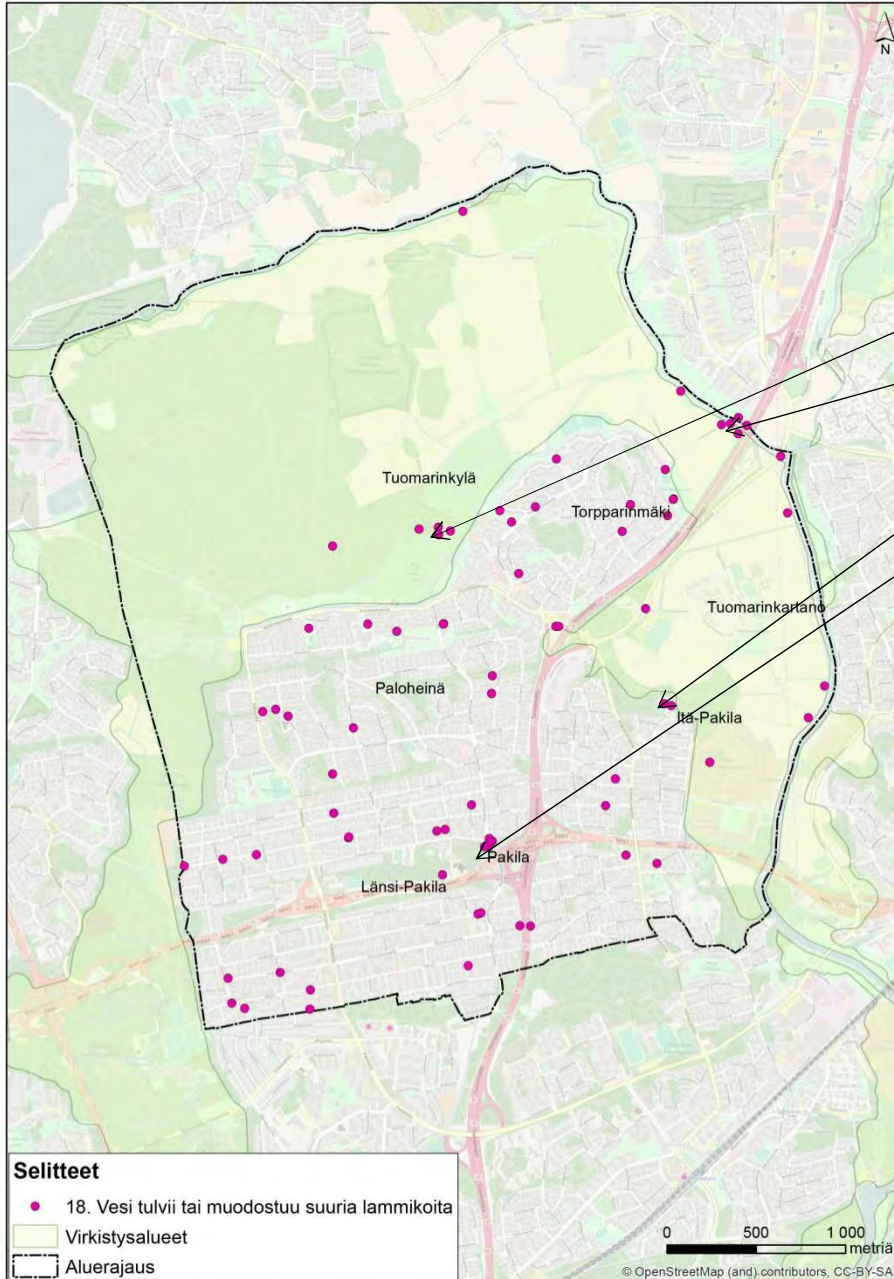 N
Tuomarinkylä
Torpparinmäki
Tuomarinkartano
Paloheinä
Itä-Pakila
Pakila
Länsi-Pakila
Selitteet
18. Vesi tulvii tai muodostuu suuria lammikoita
Virkistysalueet
Aluerajaus
0 500 1 000
metriä
© OpenStreetMap (and) contributors, CC-BY-SA